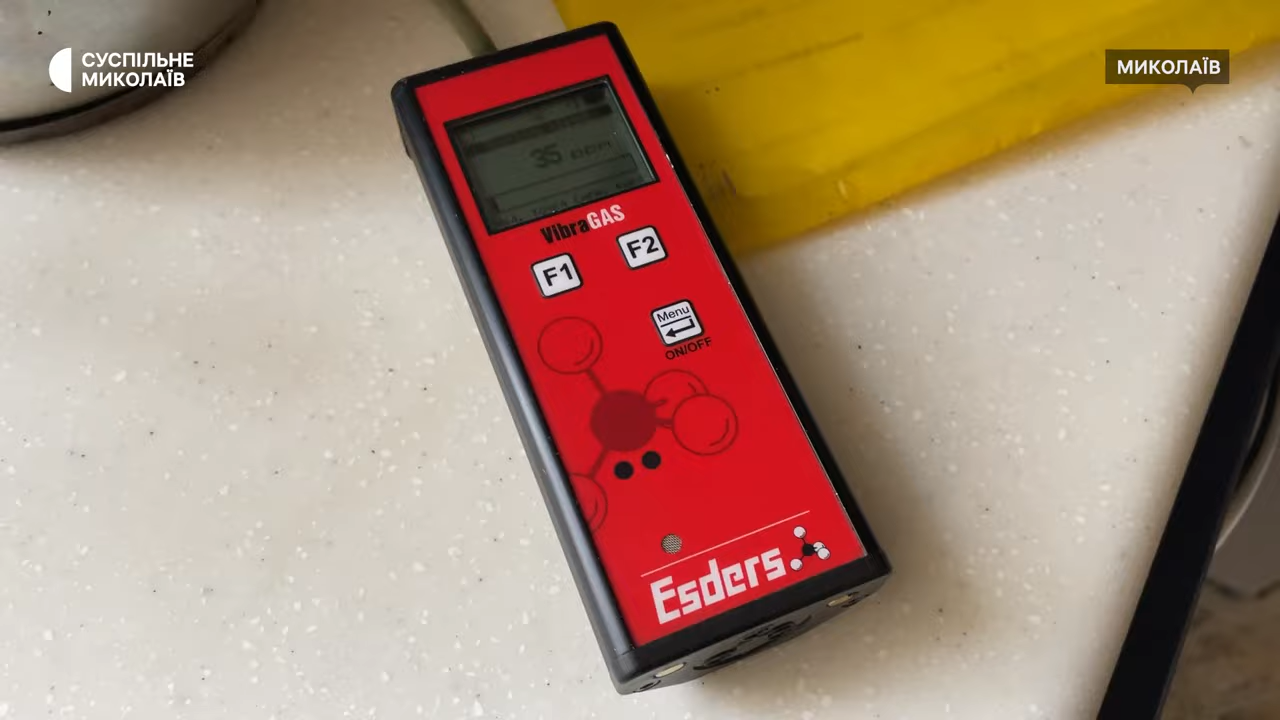 СУСПІЛЬНЕ
МИКОЛАЇВ
МИКОЛАЇВ
35 ppm
VibraGAS
F1
F2
Menu
ON/OFF
Esders